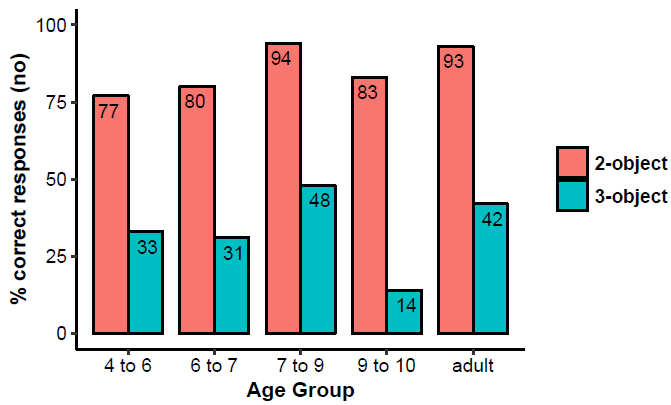 100
75
50
25
0
% correct responses (no)
77
33
80
31
94
48
83
14
93
42
4 to 6
6 to 7
7 to 9
9 to 10
adult
Age Group
2-object
3-object